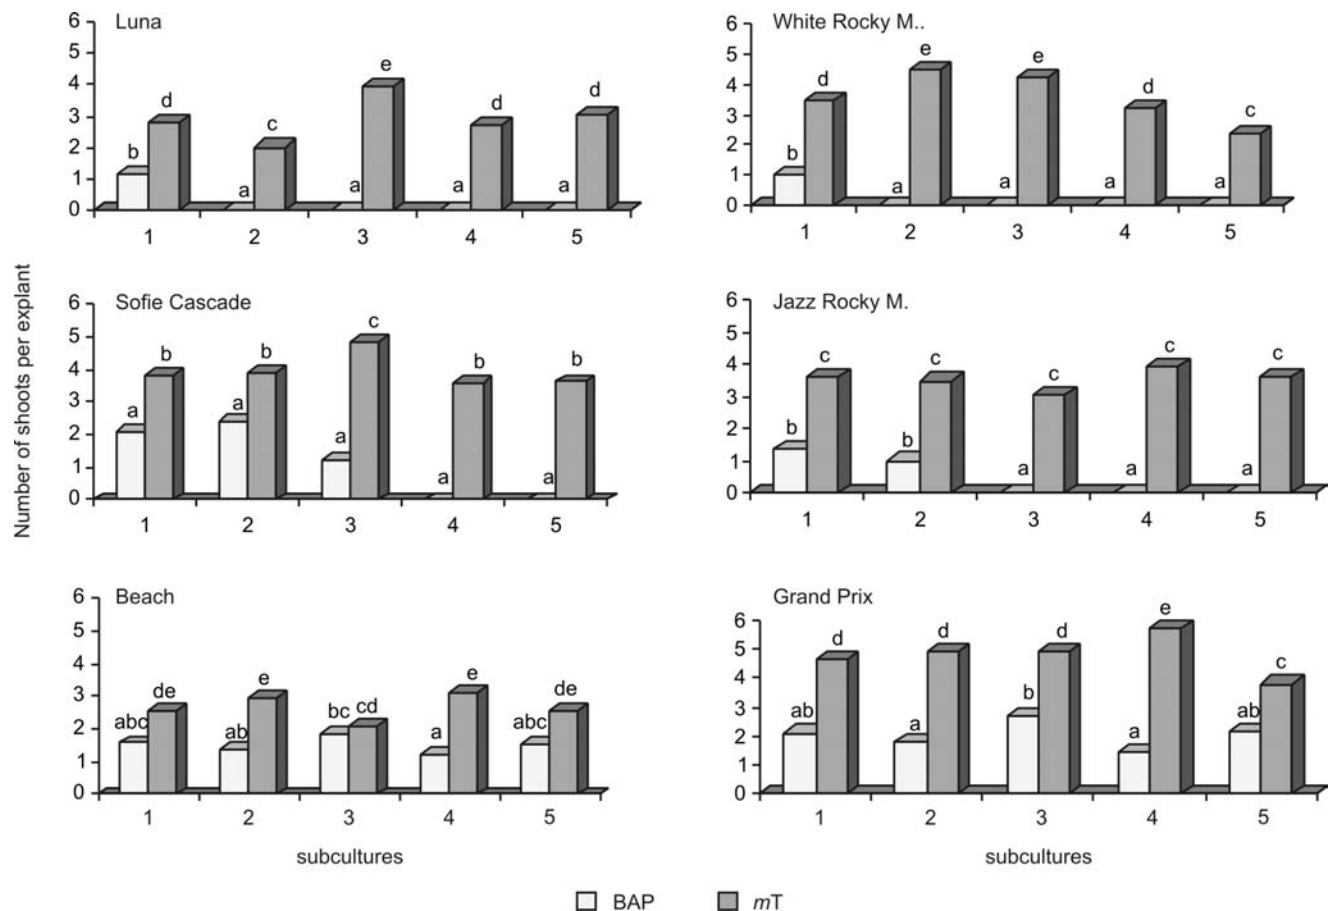 Number of shoots per explant
Luna
6
5
4
3
2
1
0
b
d
a
c
a
e
a
d
a
d
1 2 3 4 5
White Rocky M..
6
5
4
3
2
1
0
b
d
a
e
a
e
a
d
a
c
1 2 3 4 5
Sofie Cascade
6
5
4
3
2
1
0
a
b
a
b
a
c
a
b
a
b
1 2 3 4 5
Jazz Rocky M.
6
5
4
3
2
1
0
b
c
b
c
a
c
a
c
a
c
1 2 3 4 5
Beach
6
5
4
3
2
1
0
abc
de
ab
e
bc
cd
a
e
abc
de
1 2 3 4 5
subcultures
Grand Prix
6
5
4
3
2
1
0
ab
d
a
d
b
d
a
e
ab
c
1 2 3 4 5
subcultures
BAP mT